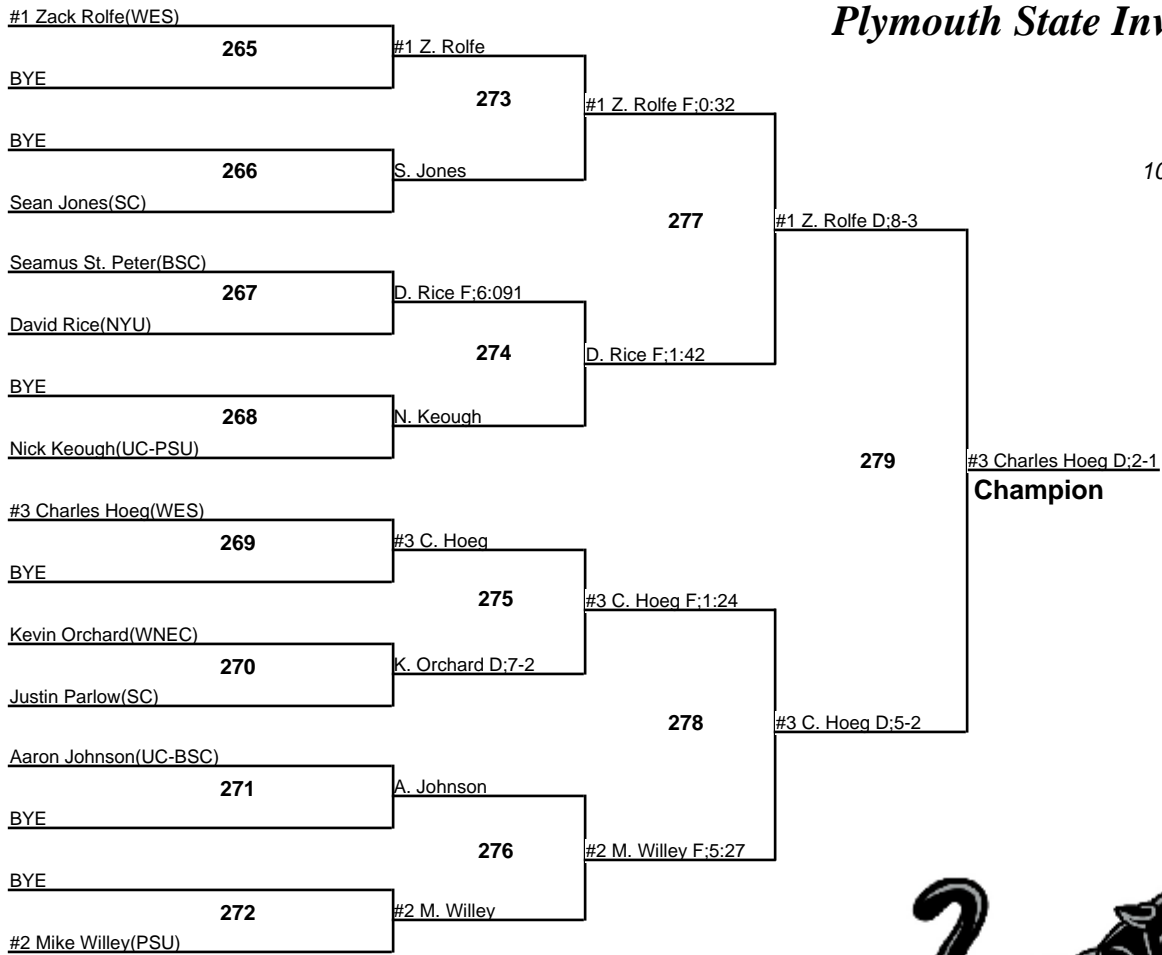 #1 Zack Rolfe(WES)
Plymouth State Inv
265
#1 Z. Rolfe
BYE
273
#1 Z. Rolfe F;0:32
BYE
266
S. Jones
10
Sean Jones(SC)
277
#1 Z. Rolfe D;8-3
Seamus St. Peter(BSC)
267
D. Rice F;6:091
David Rice(NYU)
274
D. Rice F;1:42
BYE
268
N. Keough
Nick Keough(UC-PSU)
279
#3 Charles Hoeg D;2-1
Champion
#3 Charles Hoeg(WES)
269
#3 C. Hoeg
BYE
275
#3 C. Hoeg F;1:24
Kevin Orchard(WNEC)
270
K. Orchard D;7-2
Justin Parlow(SC)
278
#3 C. Hoeg D;5-2
Aaron Johnson(UC-BSC)
271
A. Johnson
BYE
276
#2 M. Willey F;5:27
BYE
272
#2 M. Willey
#2 Mike Willey(PSU)